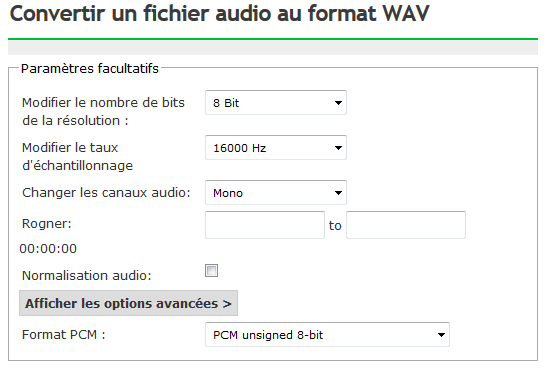 Convertir un fichier audio au format WAV
Paramètres facultatifs
Modifier le nombre de bits
de la résolution :
8 Bit
Modifier le taux
d'échantillonnage
16000 Hz
Changer les canaux audio:
Mono
Rogner:
to
00:00:00
Normalisation audio:
Afficher les options avancées >
Format PCM :
PCM unsigned 8-bit